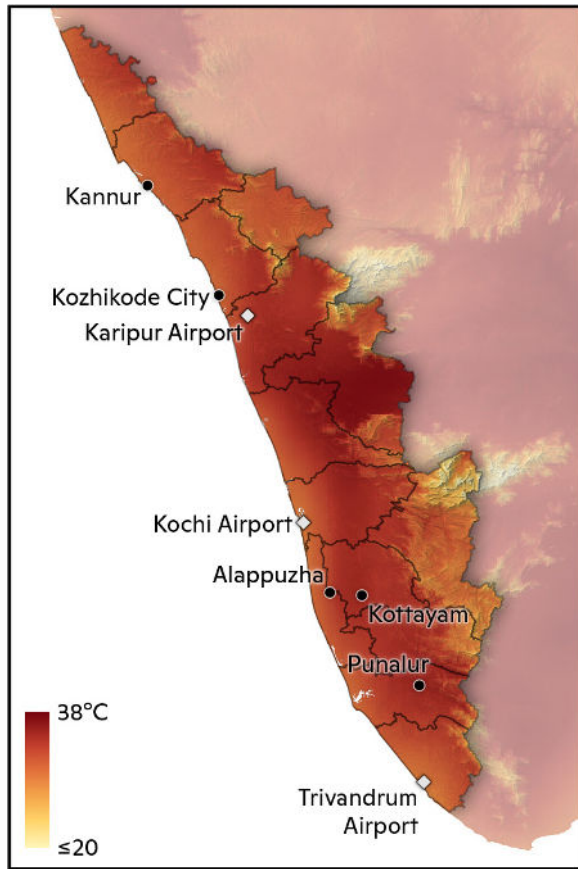 Kannur
Kozhikode City
Karipur Airport
Kochi Airport
Alappuzha
Kottayam
Punalur
38°C
≤20
Trivandrum
Airport